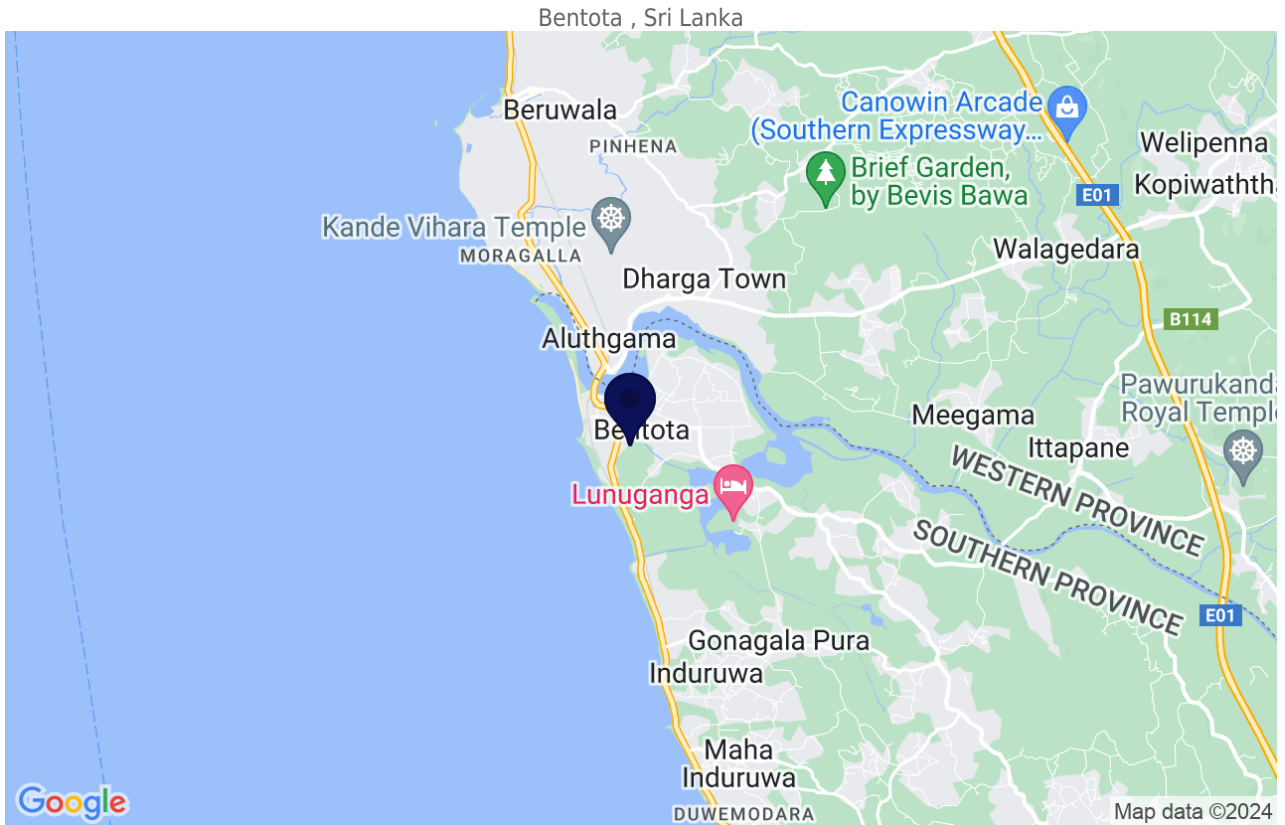 Bentota , Sri Lanka
Beruwala
PINHENA
Canowin Arcade
(Southern Expressway...
Welipenna
Kopiwaththa
Brief Garden,
by Bevis Bawa
E01
Kande Vihara Temple
MORAGALLA
Walagedara
Dharga Town
B114
Aluthgama
Pawurukanda
Royal Temple
Meegama
Bentota
Ittapane
WESTERN PROVINCE
Lunuganga
SOUTHERN PROVINCE
E01
Gonagala Pura
Induruwa
Maha
Induruwa
DUWEMODARA
Google
Map data ©2024